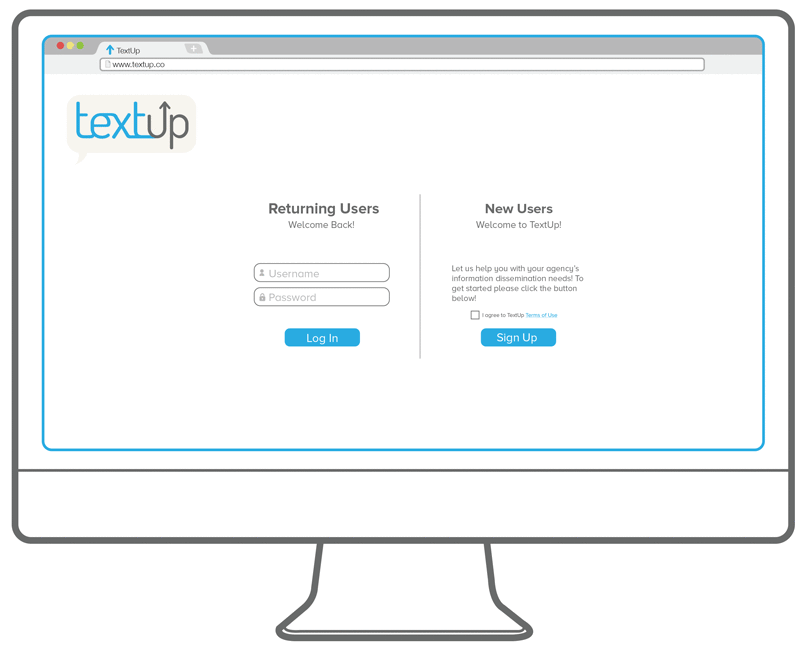 TextUp
www.textup.co
textUp
Returning Users
Welcome Back!
Username
Password
Log In
New Users
Welcome to TextUp!
Let us help you with your agency's
information dissemination needs! To
get started please click the button
below!
I agree to TextUp Terms of Use
Sign Up